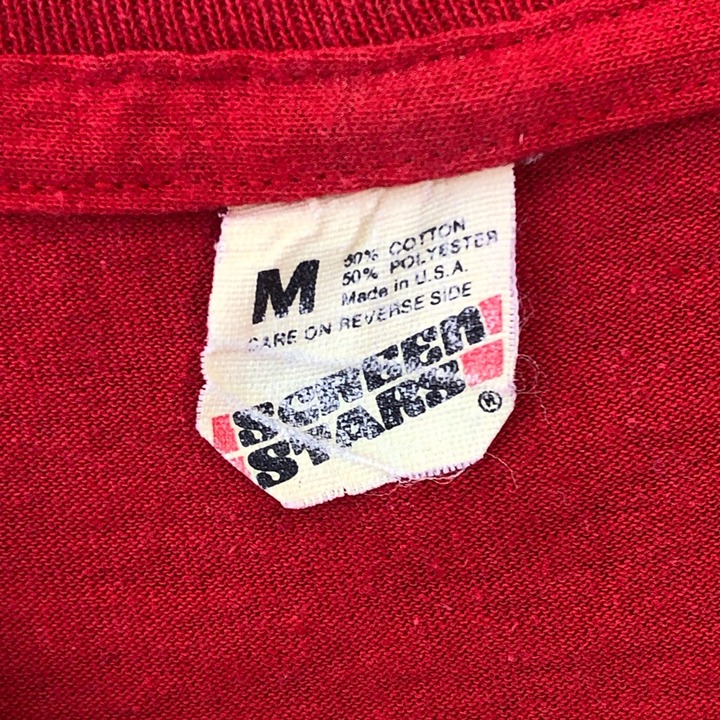 M
50% COTTON
50% POLYESTER
Made in U.S.A.
CARE ON REVERSE SIDE
SCREEN
STARS
®